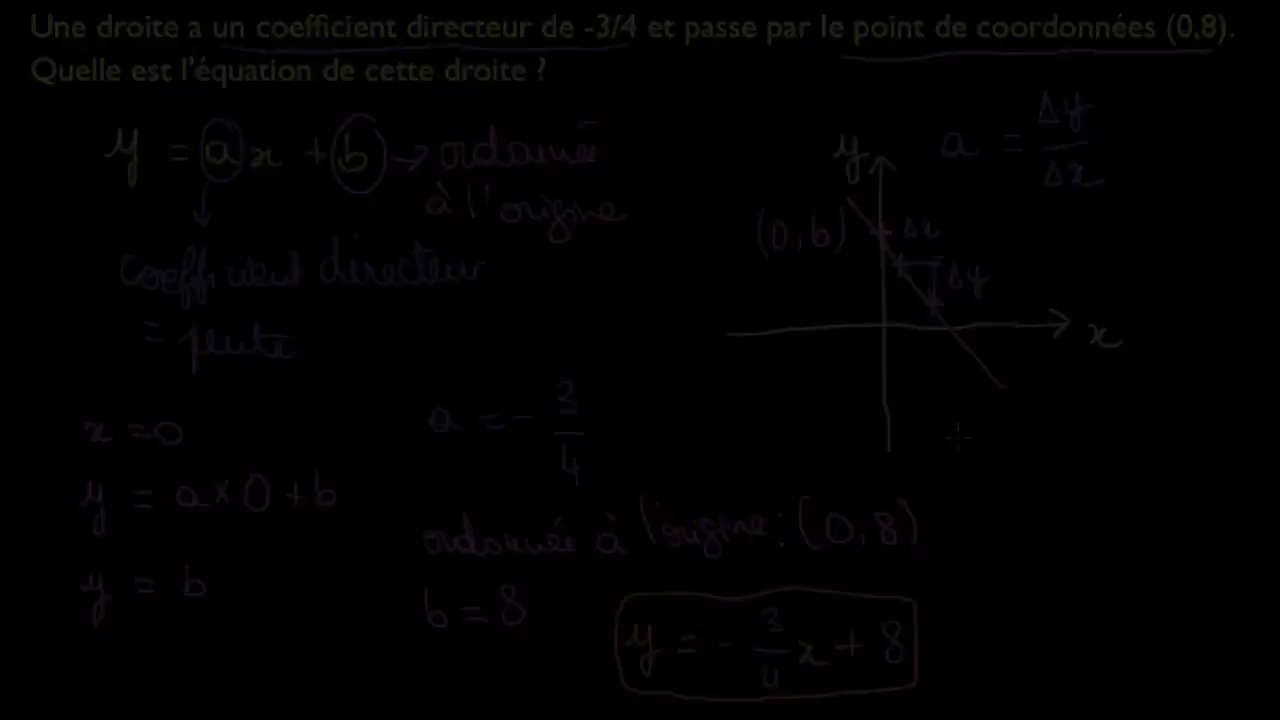 Une droite a un coefficient directeur de -3/4 et passe par le point de coordonnées (0,8).
Quelle est l'équation de cette droite ?
y = ax + b → ordonnée
à l'origine
coefficient directeur
= pente
x = 0
y = a × 0 + b
y = b
a = - 3/4
ordonnée à l'origine : (0,8)
b = 8
y = - 3/4 x + 8
a = Δy/Δx
y
(0,b)
Δx
Δy
x